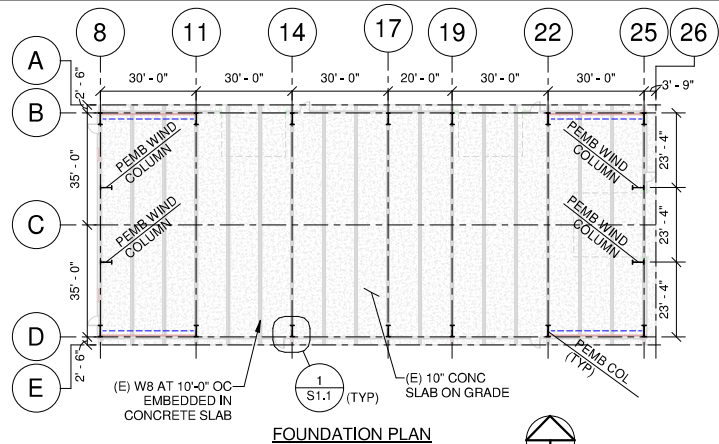 8 11 14 17 19 22 25 26
30' - 0" 30' - 0" 30' - 0" 20' - 0" 30' - 0" 30' - 0" 3' - 9"
A
2' - 6"
B
35' - 0"
C
35' - 0"
D
2' - 6"
E
PEMB WIND
COLUMN
PEMB WIND
COLUMN
PEMB WIND
COLUMN
PEMB WIND
COLUMN
23' - 4"
23' - 4"
23' - 4"
PEMB COL
(TYP)
(E) W8 AT 10'-0" OC
EMBEDDED IN
CONCRETE SLAB
1
S1.1
(TYP)
(E) 10" CONC
SLAB ON GRADE
FOUNDATION PLAN